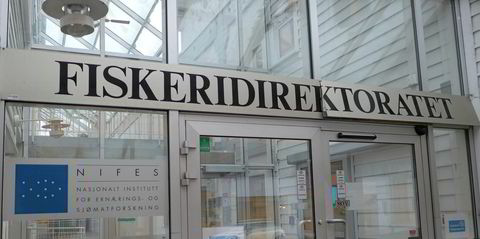 FISKERIDIREKTORATET
NIFES
NASJONALT INSTITUTT
FOR ERNÆRINGS- OG
SJØMATFORSKNING